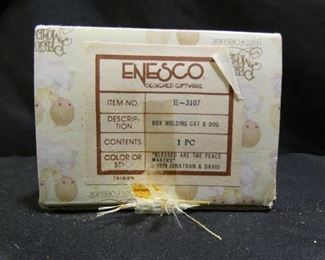 ENESCO
DESIGNED GIFTWARE
ITEM NO. E-3107
DESCRIP-
TION BOY HOLDING CAT & DOG
CONTENTS 1 PC
COLOR OR "BLESSED ARE THE PEACE
MAKERS"
© 1979 JONATHAN & DAVID
TAIWAN